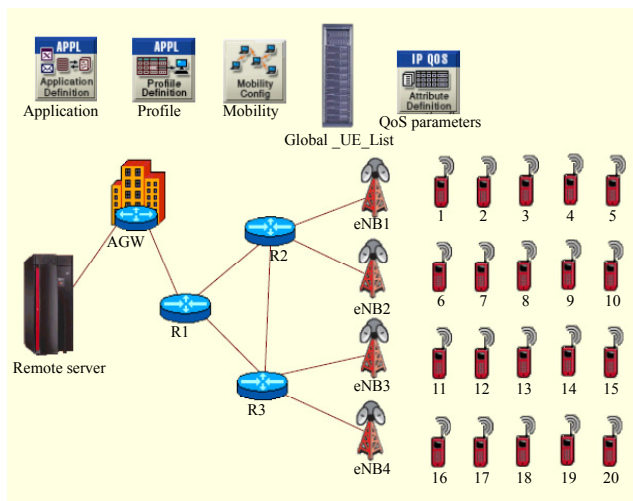 APPL
Application
Definition
Application
APPL
Profile
Definition
Profile
Mobility
Config
Mobility
Global _UE_List
IP QOS
Attribute
Definition
QoS parameters
AGW
Remote server
R1
R2
R3
eNB1
eNB2
eNB3
eNB4
1 2 3 4 5
6 7 8 9 10
11 12 13 14 15
16 17 18 19 20